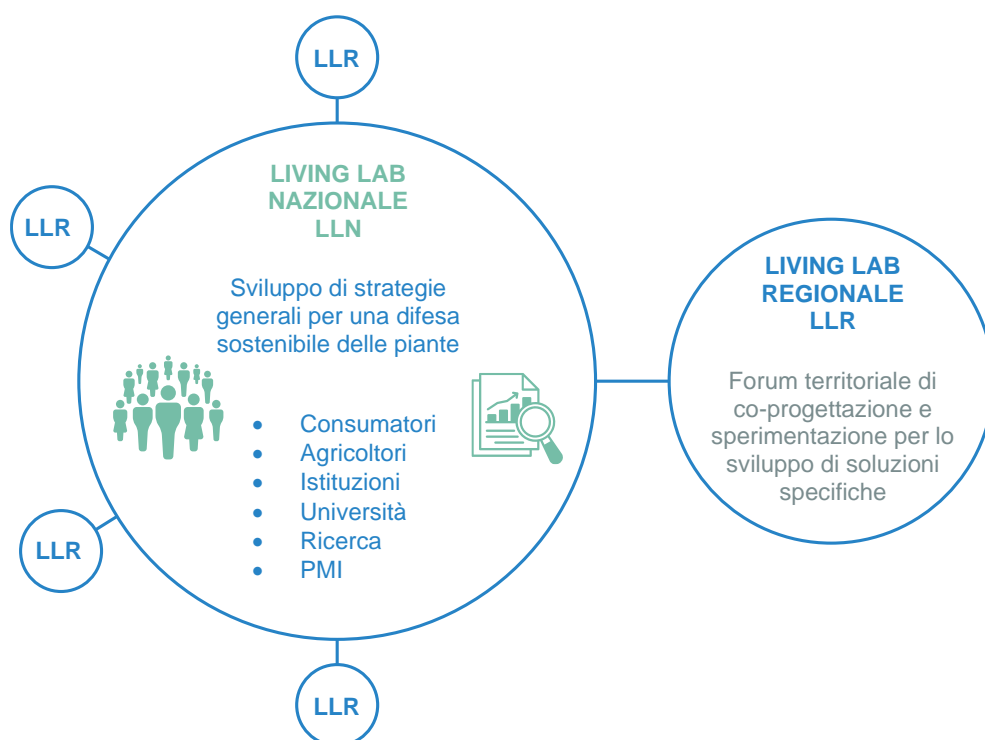 LLR
LLR
LIVING LAB
NAZIONALE
LLN
Sviluppo di strategie
generali per una difesa
sostenibile delle piante
• Consumatori
• Agricoltori
• Istituzioni
• Università
• Ricerca
• PMI
LLR
LLR
LIVING LAB
REGIONALE
LLR
Forum territoriale di
co-progettazione e
sperimentazione per lo
sviluppo di soluzioni
specifiche